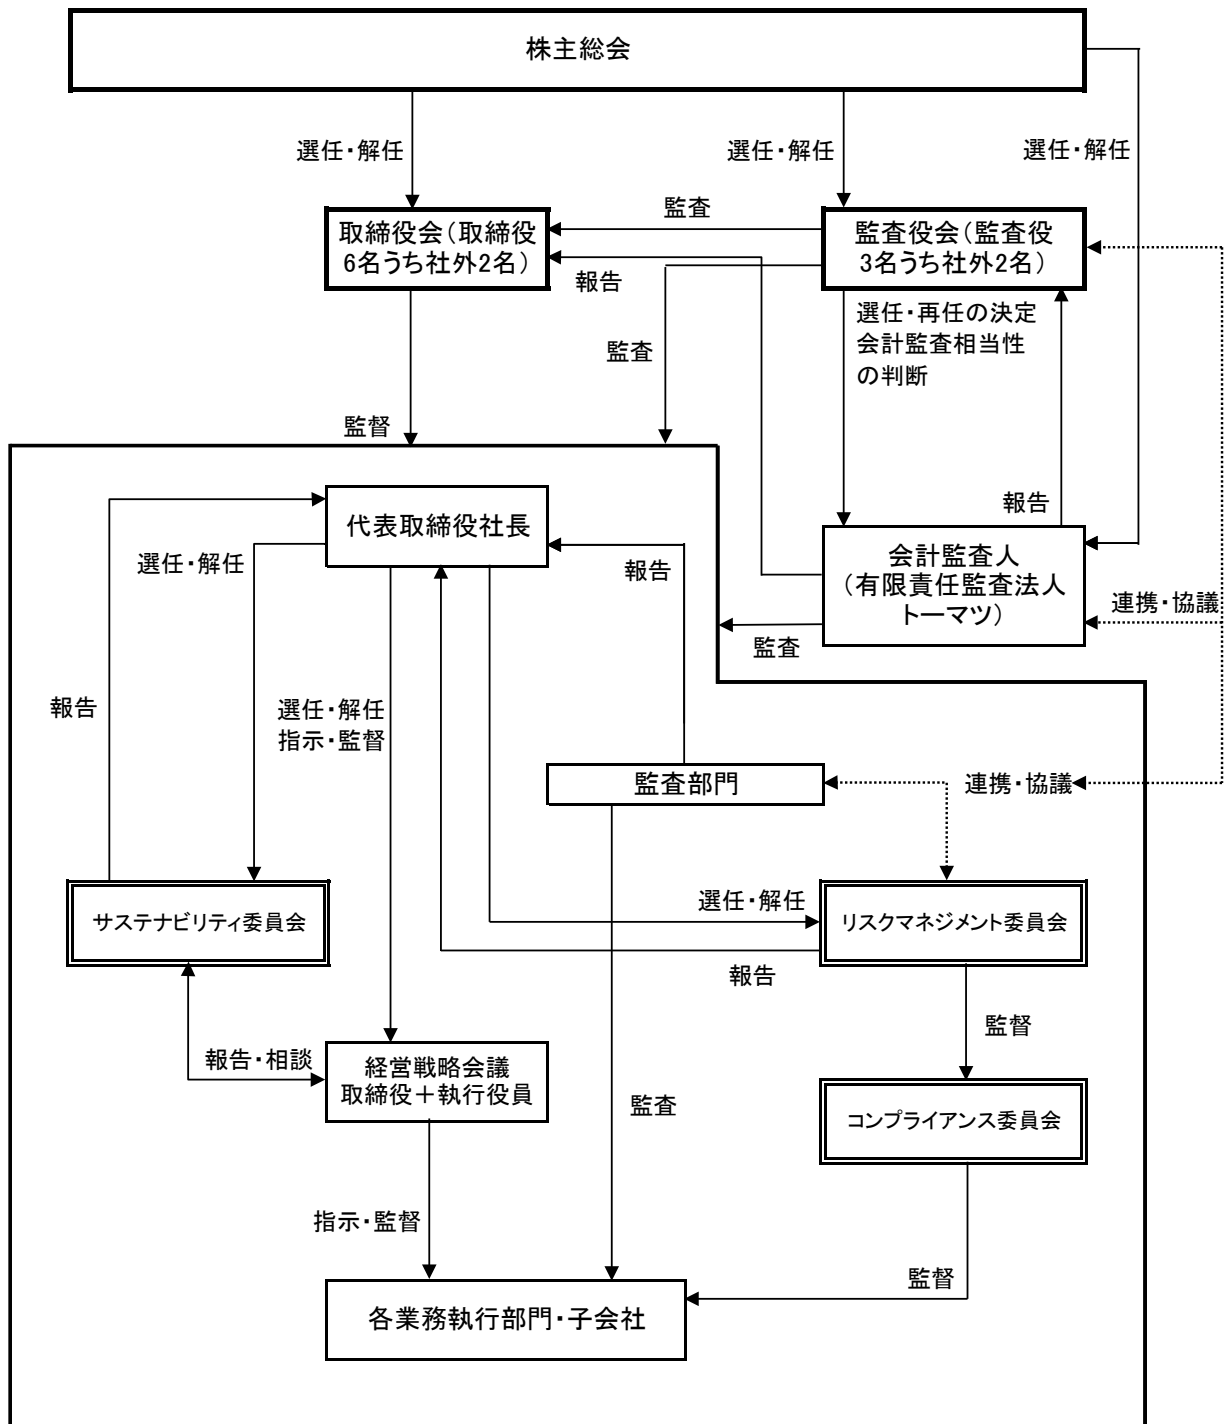 株主総会
選任・解任
選任・解任
選任・解任
監査
取締役会(取締役
6名うち社外2名)
監査役会(監査役
3名うち社外2名)
報告
選任・再任の決定
会計監査相当性
の判断
監査
監督
報告
代表取締役社長
会計監査人
(有限責任監査法人
トーマツ)
選任・解任
報告
連携・協議
監査
報告
選任・解任
指示・監督
監査部門
連携・協議
選任・解任
サステナビリティ委員会
リスクマネジメント委員会
報告
監督
報告・相談
経営戦略会議
取締役+執行役員
監査
コンプライアンス委員会
指示・監督
監督
各業務執行部門・子会社